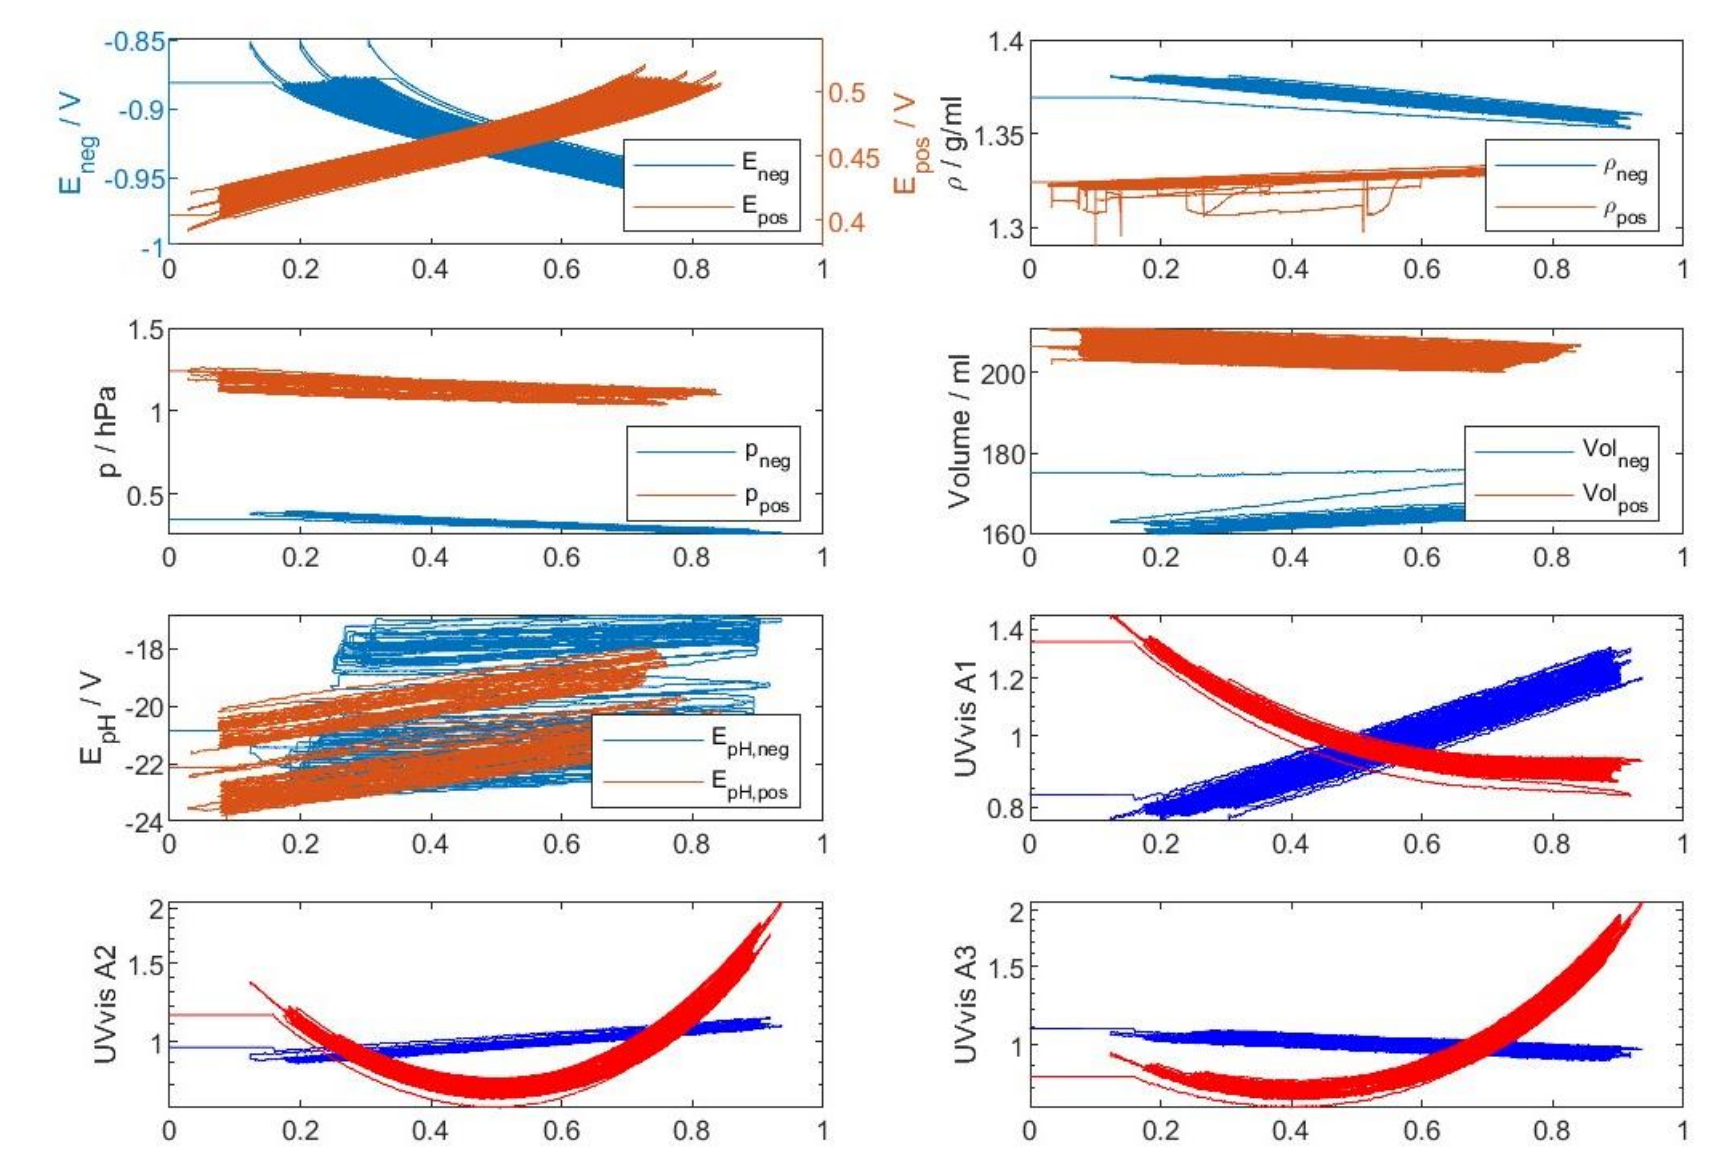 -0.85
-0.9
-0.95
-1
E_neg / V
0.5
0.45
0.4
E_pos / V
E_neg
E_pos
0 0.2 0.4 0.6 0.8 1
1.4
1.35
1.3
ρ / g/ml
ρ_neg
ρ_pos
0 0.2 0.4 0.6 0.8 1
1.5
1
0.5
p / hPa
p_neg
p_pos
0 0.2 0.4 0.6 0.8 1
200
180
160
Volume / ml
Vol_neg
Vol_pos
0 0.2 0.4 0.6 0.8 1
-18
-20
-22
-24
E_pH / V
E_pH,neg
E_pH,pos
0 0.2 0.4 0.6 0.8 1
1.4
1.2
1
0.8
UVvis A1
0 0.2 0.4 0.6 0.8 1
2
1.5
1
UVvis A2
0 0.2 0.4 0.6 0.8 1
2
1.5
1
UVvis A3
0 0.2 0.4 0.6 0.8 1